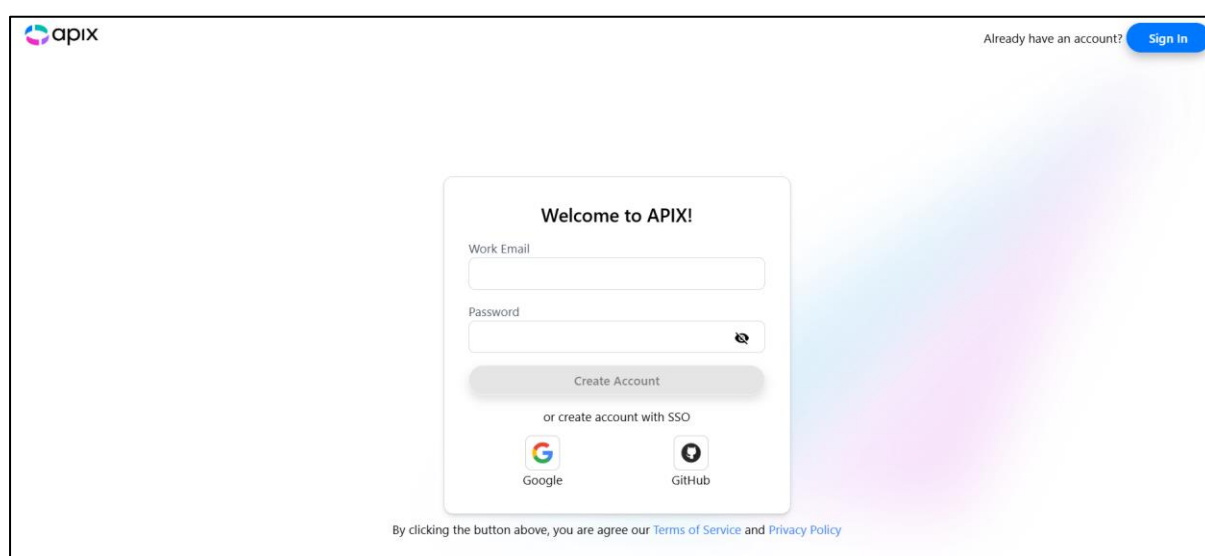 apix
Already have an account? Sign In
Welcome to APIX!
Work Email
Password
Create Account
or create account with SSO
Google GitHub
By clicking the button above, you are agree our Terms of Service and Privacy Policy